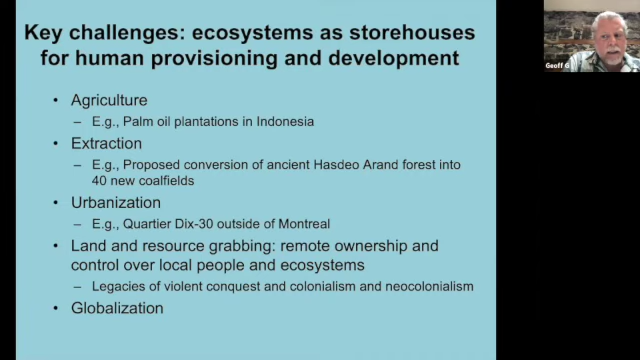 Key challenges: ecosystems as storehouses
for human provisioning and development
• Agriculture
– E.g., Palm oil plantations in Indonesia
• Extraction
– E.g., Proposed conversion of ancient Hasdeo Arand forest into
40 new coalfields
• Urbanization
– E.g., Quartier Dix-30 outside of Montreal
• Land and resource grabbing: remote ownership and
control over local people and ecosystems
– Legacies of violent conquest and colonialism and neocolonialism
• Globalization
Geoff G